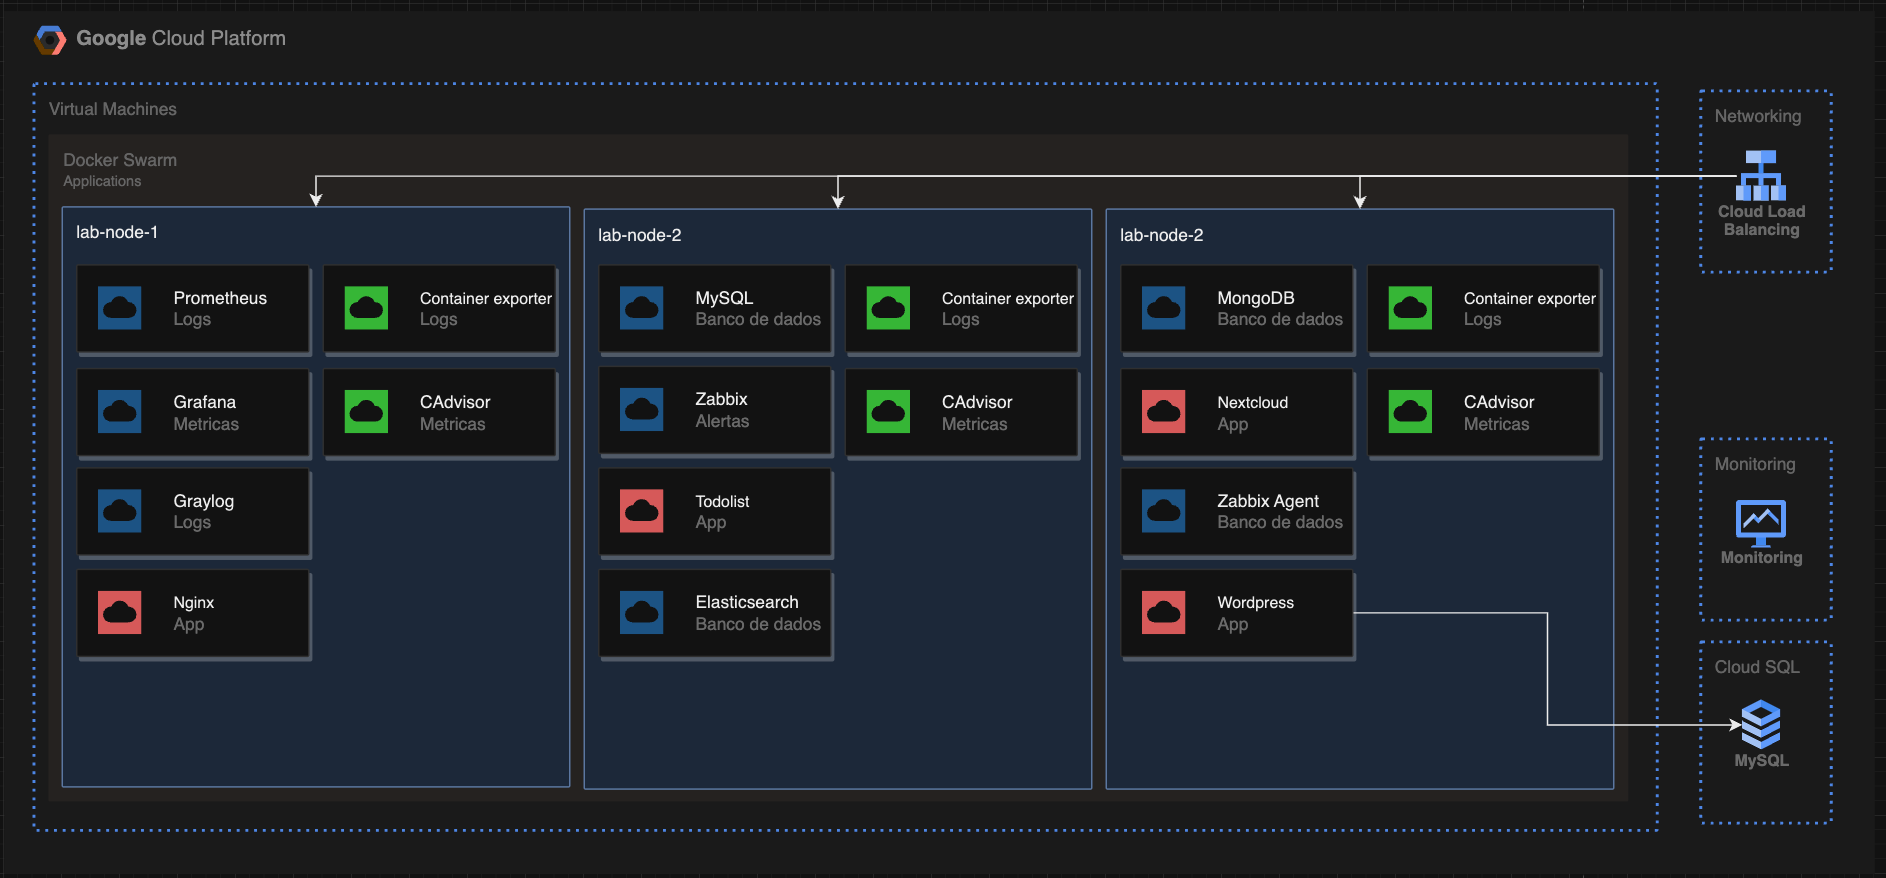 Google Cloud Platform
Virtual Machines
Docker Swarm
Applications
lab-node-1
Prometheus
Logs
Container exporter
Logs
Grafana
Metricas
CAdvisor
Metricas
Graylog
Logs
Nginx
App
lab-node-2
MySQL
Banco de dados
Container exporter
Logs
Zabbix
Alertas
CAdvisor
Metricas
Todolist
App
Elasticsearch
Banco de dados
lab-node-2
MongoDB
Banco de dados
Container exporter
Logs
Nextcloud
App
CAdvisor
Metricas
Zabbix Agent
Banco de dados
Wordpress
App
Networking
Cloud Load
Balancing
Monitoring
Monitoring
Cloud SQL
MySQL